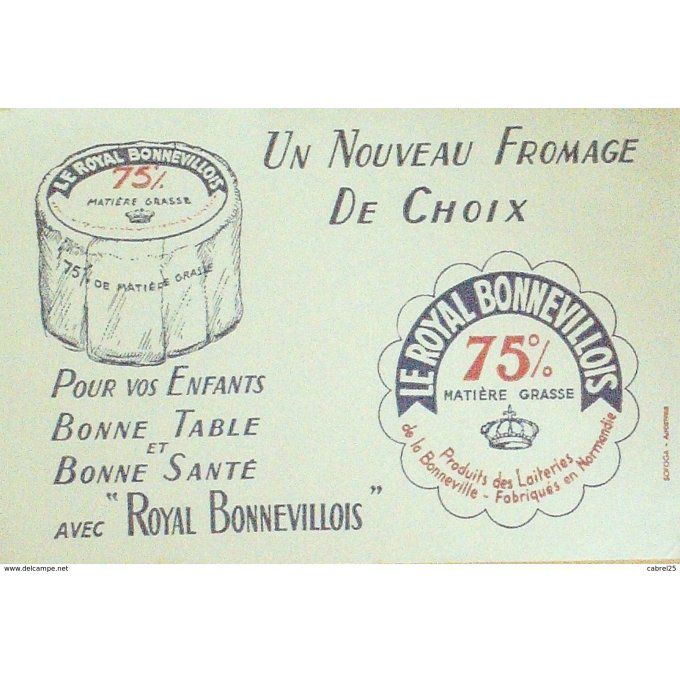 LE ROYAL BONNEVILLOIS
75%
MATIÈRE GRASSE
75% DE MATIÈRE GRASSE
UN NOUVEAU FROMAGE
DE CHOIX
POUR VOS ENFANTS
BONNE TABLE
ET
BONNE SANTÉ
AVEC "ROYAL BONNEVILLOIS"
LE ROYAL BONNEVILLOIS
75%
MATIÈRE GRASSE
Produits des Laiteries
de la Bonneville - Fabriqués en Normandie
www.delcampe.net
cabrel25